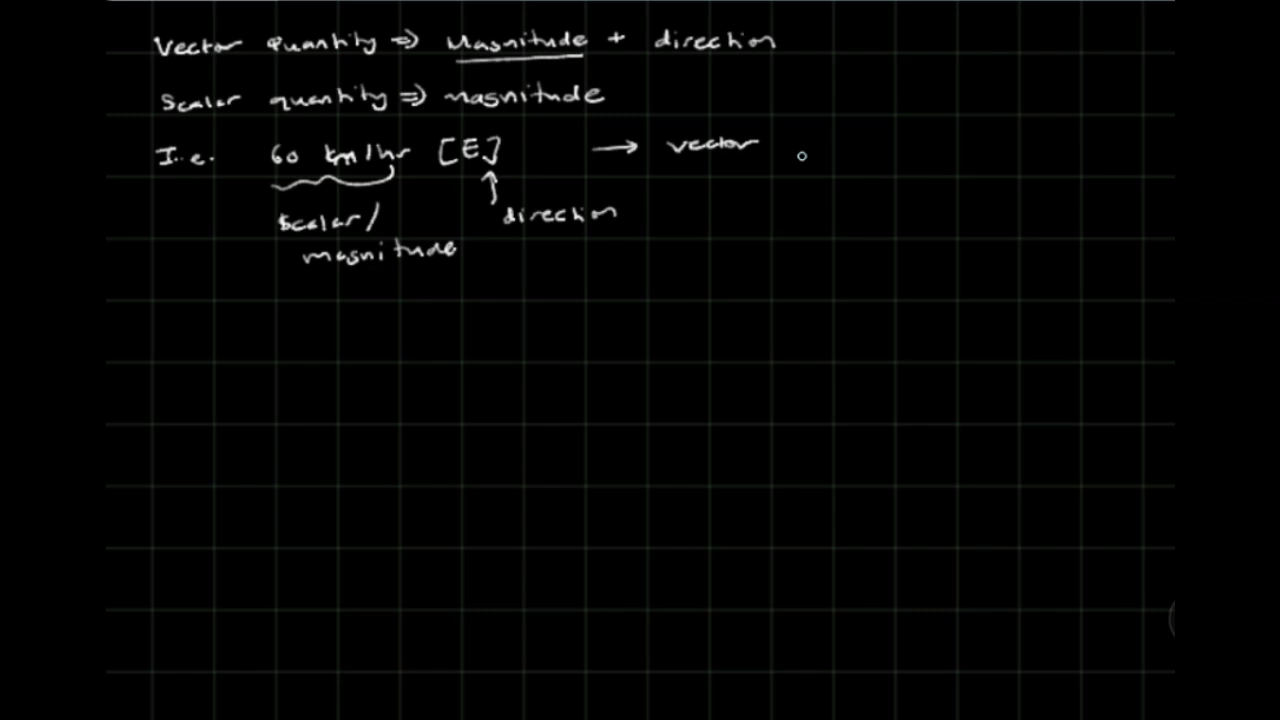 Vector Quantity ⇒ Magnitude + direction
Scalar quantity ⇒ magnitude
I.e. 60 km/hr [E] → vector
scalar/ direction
magnitude